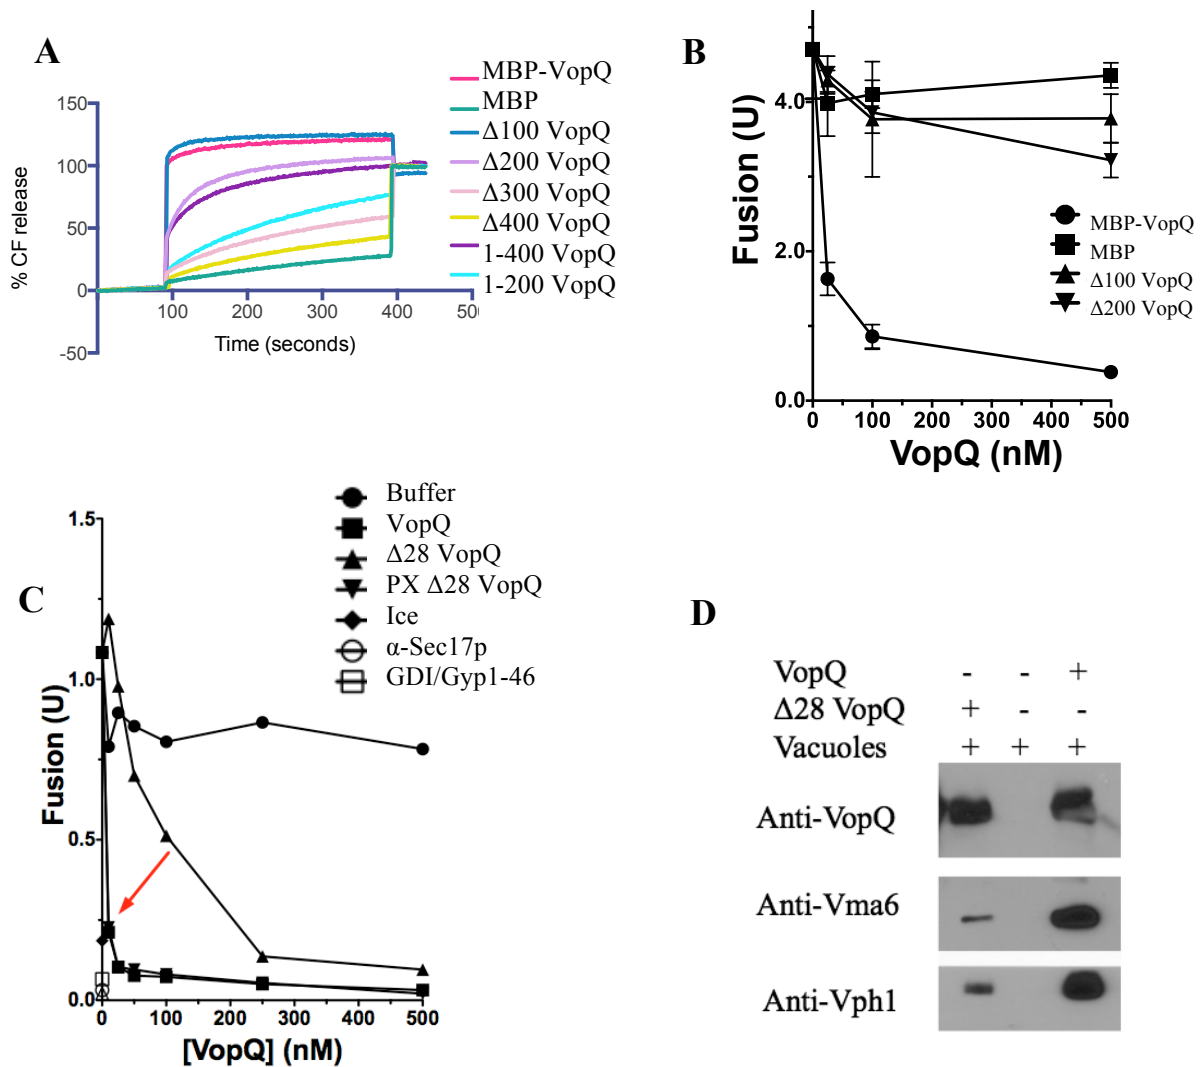 A
% CF release
150
100
50
0
-50
100
200
300
400
50
Time (seconds)
MBP-VopQ
MBP
Δ100 VopQ
Δ200 VopQ
Δ300 VopQ
Δ400 VopQ
1-400 VopQ
1-200 VopQ
B
Fusion (U)
4.0
2.0
0.0
0
100
200
300
400
500
VopQ (nM)
MBP-VopQ
MBP
Δ100 VopQ
Δ200 VopQ
C
Buffer
VopQ
Δ28 VopQ
PX Δ28 VopQ
Ice
α-Sec17p
GDI/Gyp1-46
Fusion (U)
1.5
1.0
0.5
0.0
0
100
200
300
400
500
[VopQ] (nM)
D
VopQ - - +
Δ28 VopQ + - -
Vacuoles + + +
Anti-VopQ
Anti-Vma6
Anti-Vph1